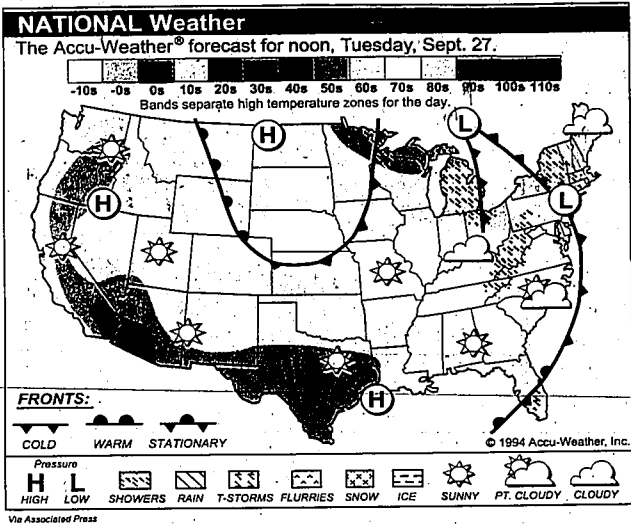 NATIONAL Weather
The Accu-Weather® forecast for noon, Tuesday, Sept. 27.
-10s -0s 0s 10s 20s 30s 40s 50s 60s 70s 80s 90s 100s 110s
Bands separate high temperature zones for the day.
H
L
H
L
H
FRONTS:
COLD WARM STATIONARY
© 1994 Accu-Weather, Inc.
Pressure
H L
HIGH LOW SHOWERS RAIN T-STORMS FLURRIES SNOW ICE SUNNY PT. CLOUDY CLOUDY
Via Associated Press